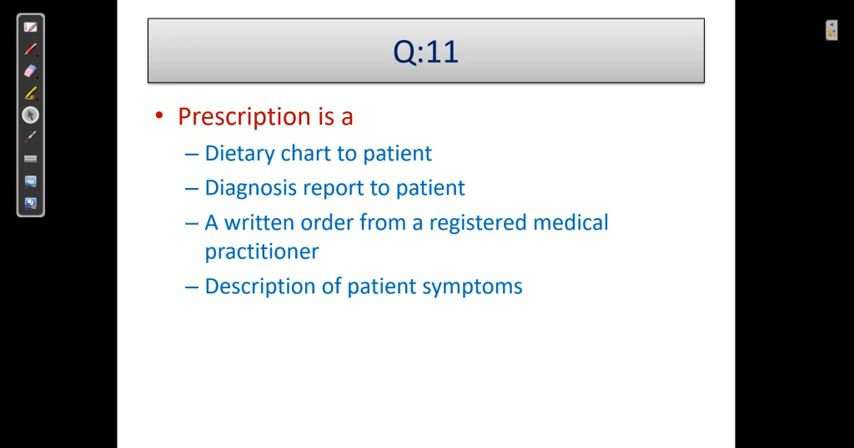 Q:11
• Prescription is a
– Dietary chart to patient
– Diagnosis report to patient
– A written order from a registered medical
practitioner
– Description of patient symptoms